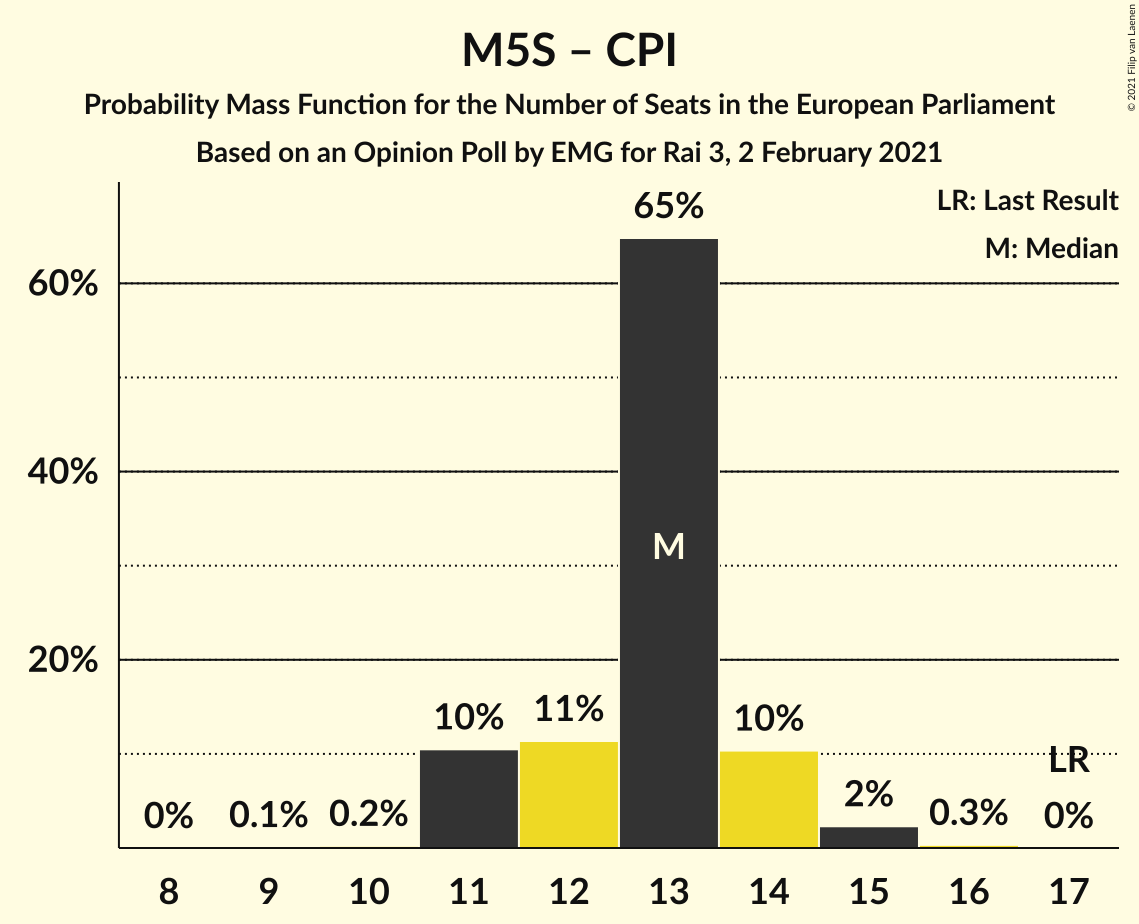 M5S – CPI
Probability Mass Function for the Number of Seats in the European Parliament
Based on an Opinion Poll by EMG for Rai 3, 2 February 2021
© 2021 Filip van Laenen
LR: Last Result
M: Median
60%
40%
20%
0%
0.1%
0.2%
10%
11%
65%
M
10%
2%
0.3%
LR
0%
8 9 10 11 12 13 14 15 16 17